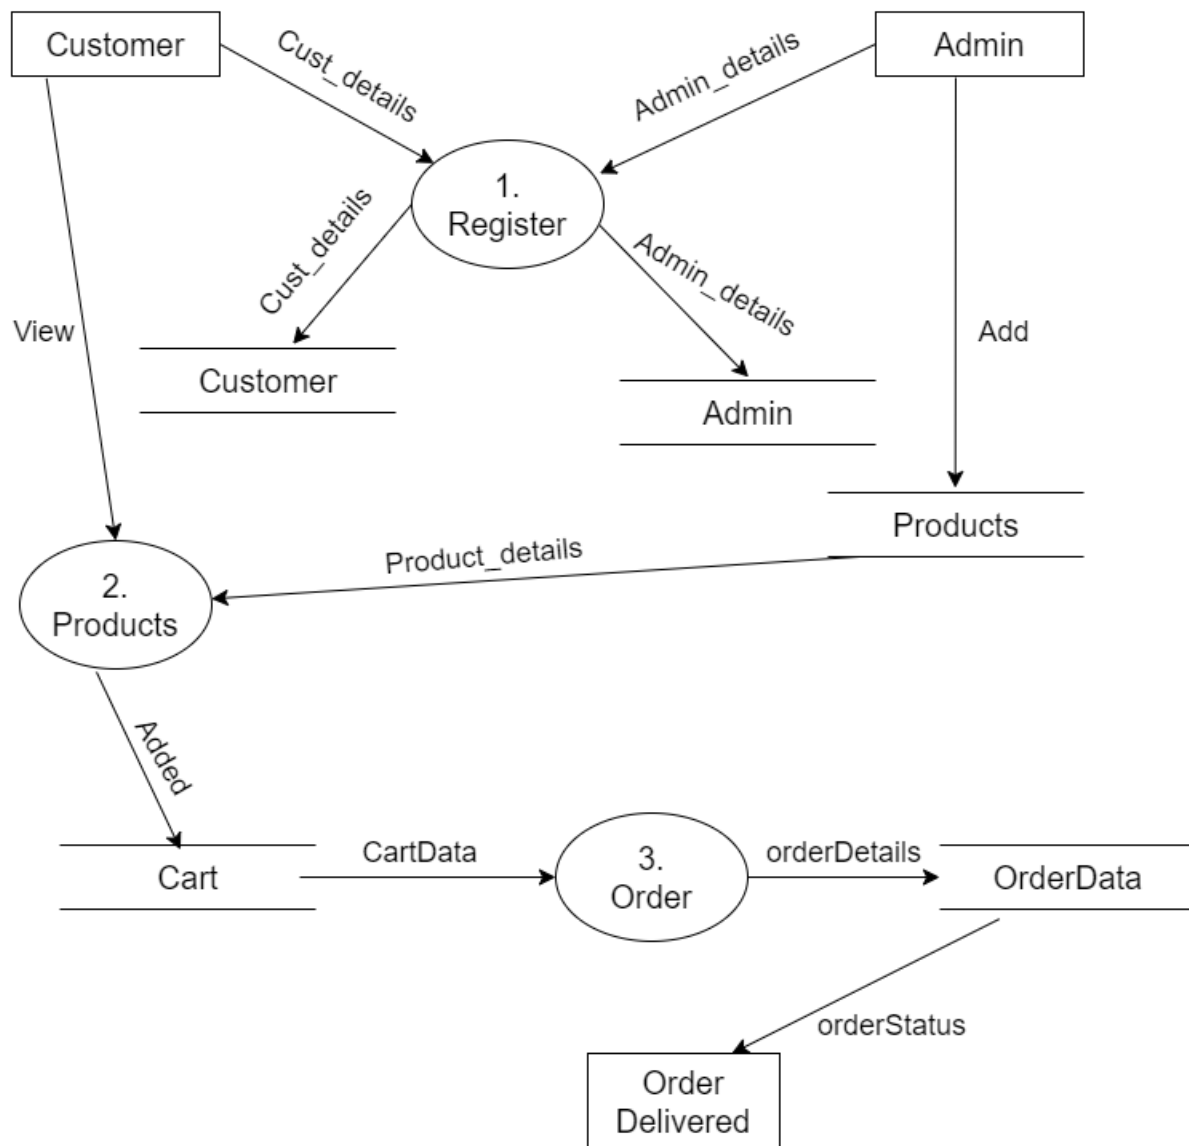 Customer
Cust_details
Admin_details
Admin
1.
Register
Cust_details
Admin_details
View
Add
Customer
Admin
Products
Product_details
2.
Products
Added
Cart
CartData
3.
Order
orderDetails
OrderData
orderStatus
Order
Delivered